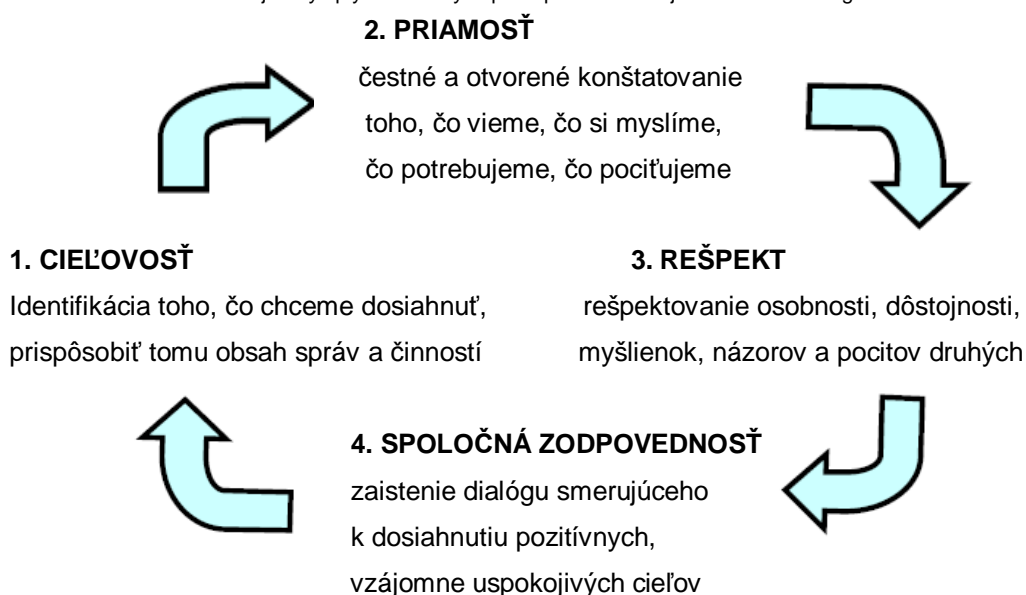 2. PRIAMOSŤ
čestné a otvorené konštatovanie
toho, čo vieme, čo si myslíme,
čo potrebujeme, čo pociťujeme
1. CIEĽOVOSŤ
Identifikácia toho, čo chceme dosiahnuť,
prispôsobiť tomu obsah správ a činností
3. REŠPEKT
rešpektovanie osobnosti, dôstojnosti,
myšlienok, názorov a pocitov druhých
4. SPOLOČNÁ ZODPOVEDNOSŤ
zaistenie dialógu smerujúceho
k dosiahnutiu pozitívnych,
vzájomne uspokojivých cieľov